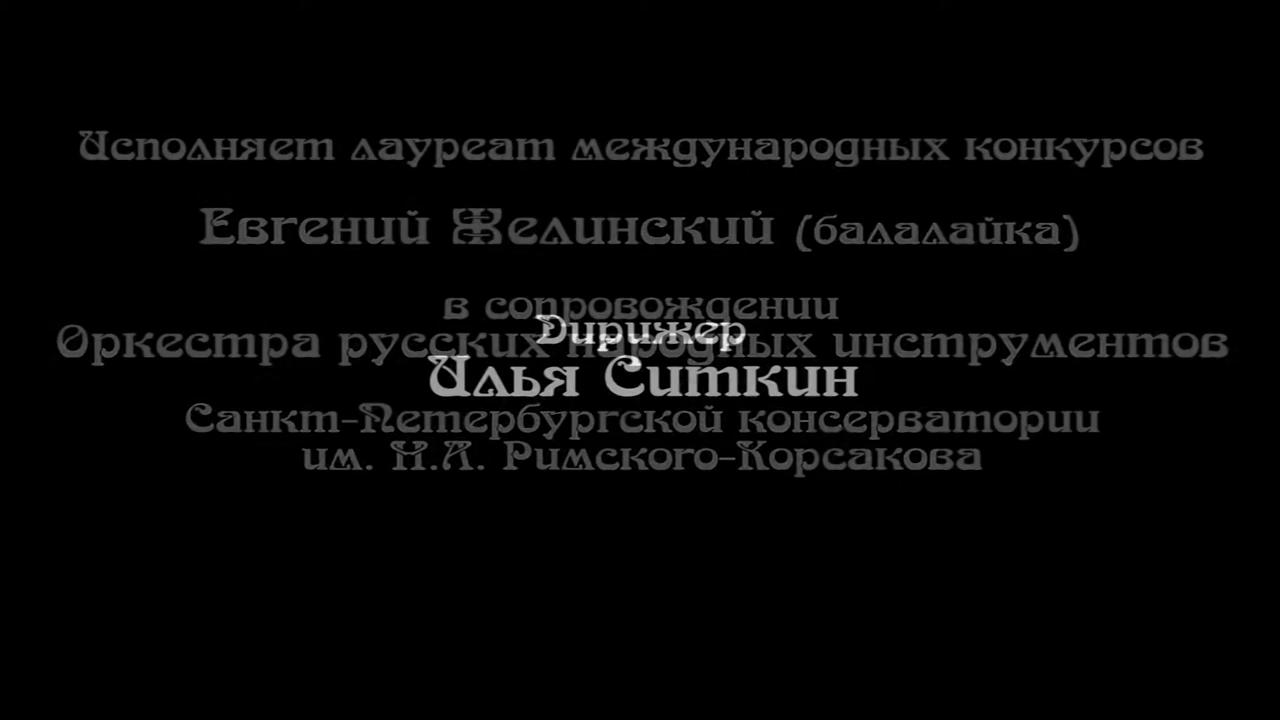 Исполняет лауреат международных конкурсов
Евгений Желинский (балалайка)
в сопровождении
Дирижер
Оркестра русских народных инструментов
Илья Ситкин
Санкт-Петербургской консерватории
им. Н.А. Римского-Корсакова